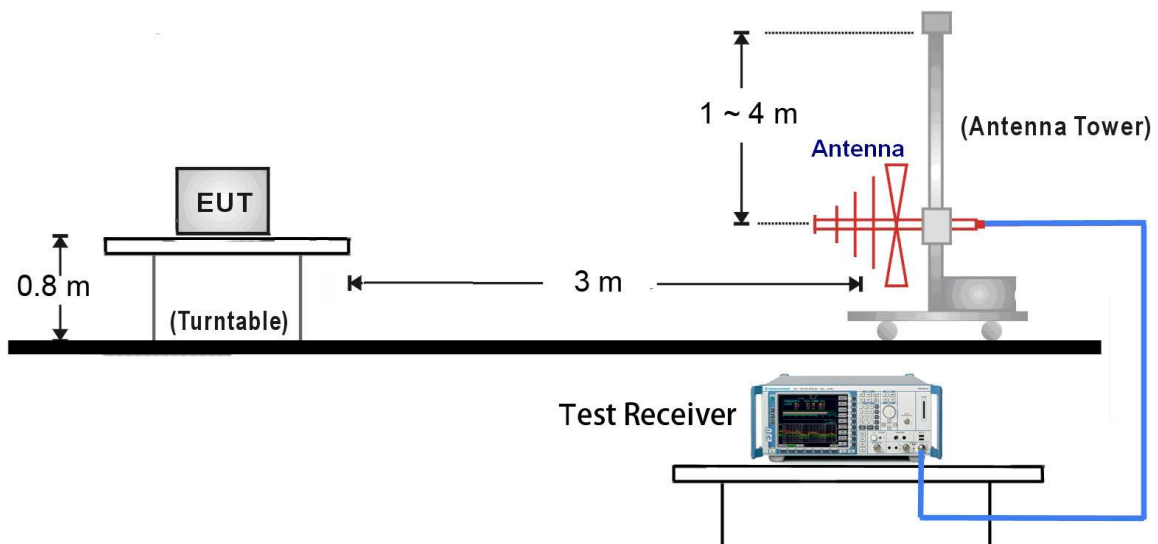 1 ~ 4 m
(Antenna Tower)
Antenna
EUT
0.8 m
3 m
(Turntable)
Test Receiver